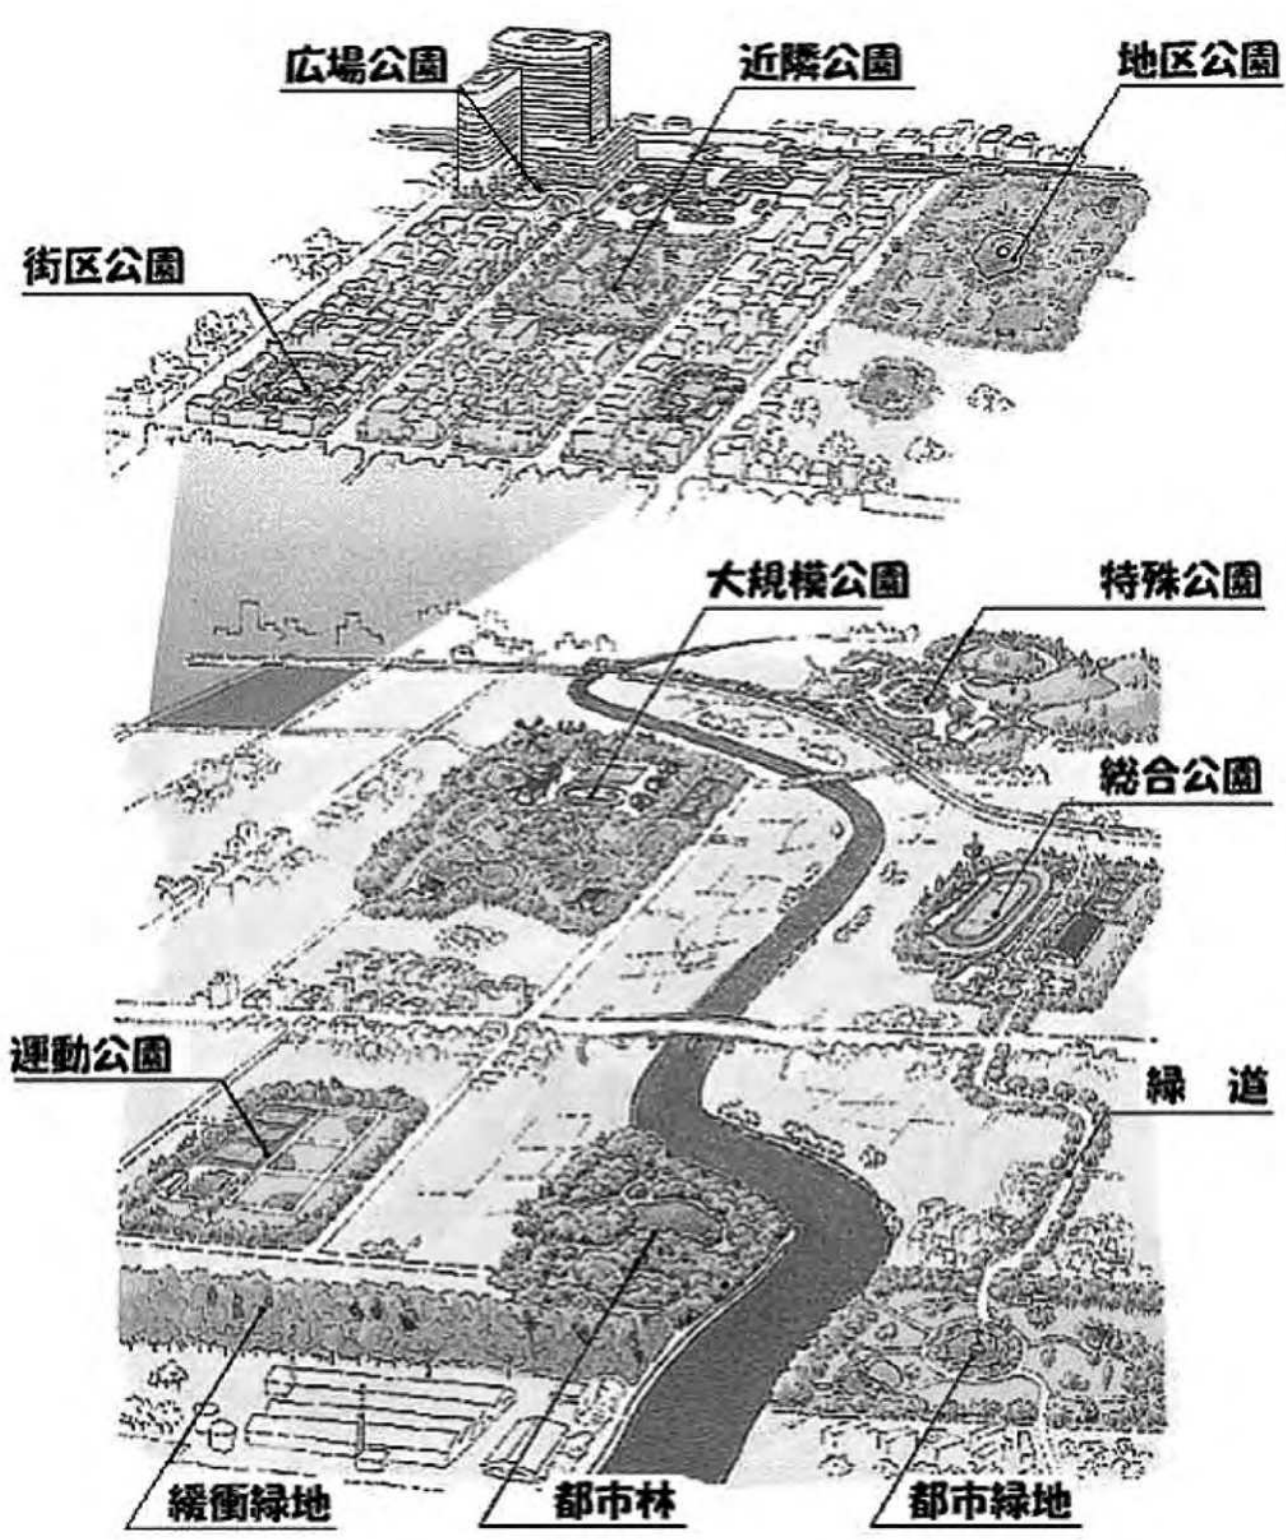 広場公園
近隣公園
地区公園
街区公園
大規模公園
特殊公園
総合公園
運動公園
緑 道
緩衝緑地
都市林
都市緑地